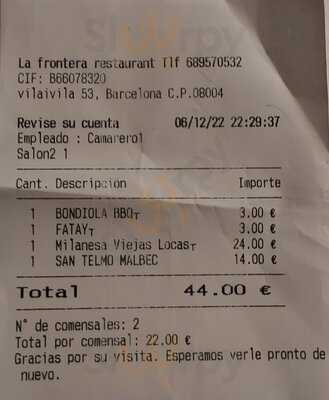 La frontera restaurant Tlf 689570532
CIF: B66078320
vilaivila 53, Barcelona C.P.08004
Revise su cuenta 06/12/22 22:29:37
Empleado : Camarero1
Salon2 1
Cant. Descripcion Importe
1 BONDIOLA BBQT 3.00 €
1 FATAYT 3.00 €
1 Milanesa Viejas LocasT 24.00 €
1 SAN TELMO MALBEC 14.00 €
Total 44.00 €
N° de comensales: 2
Total por comensal: 22.00 €
Gracias por su visita. Esperamos verle pronto de
nuevo.